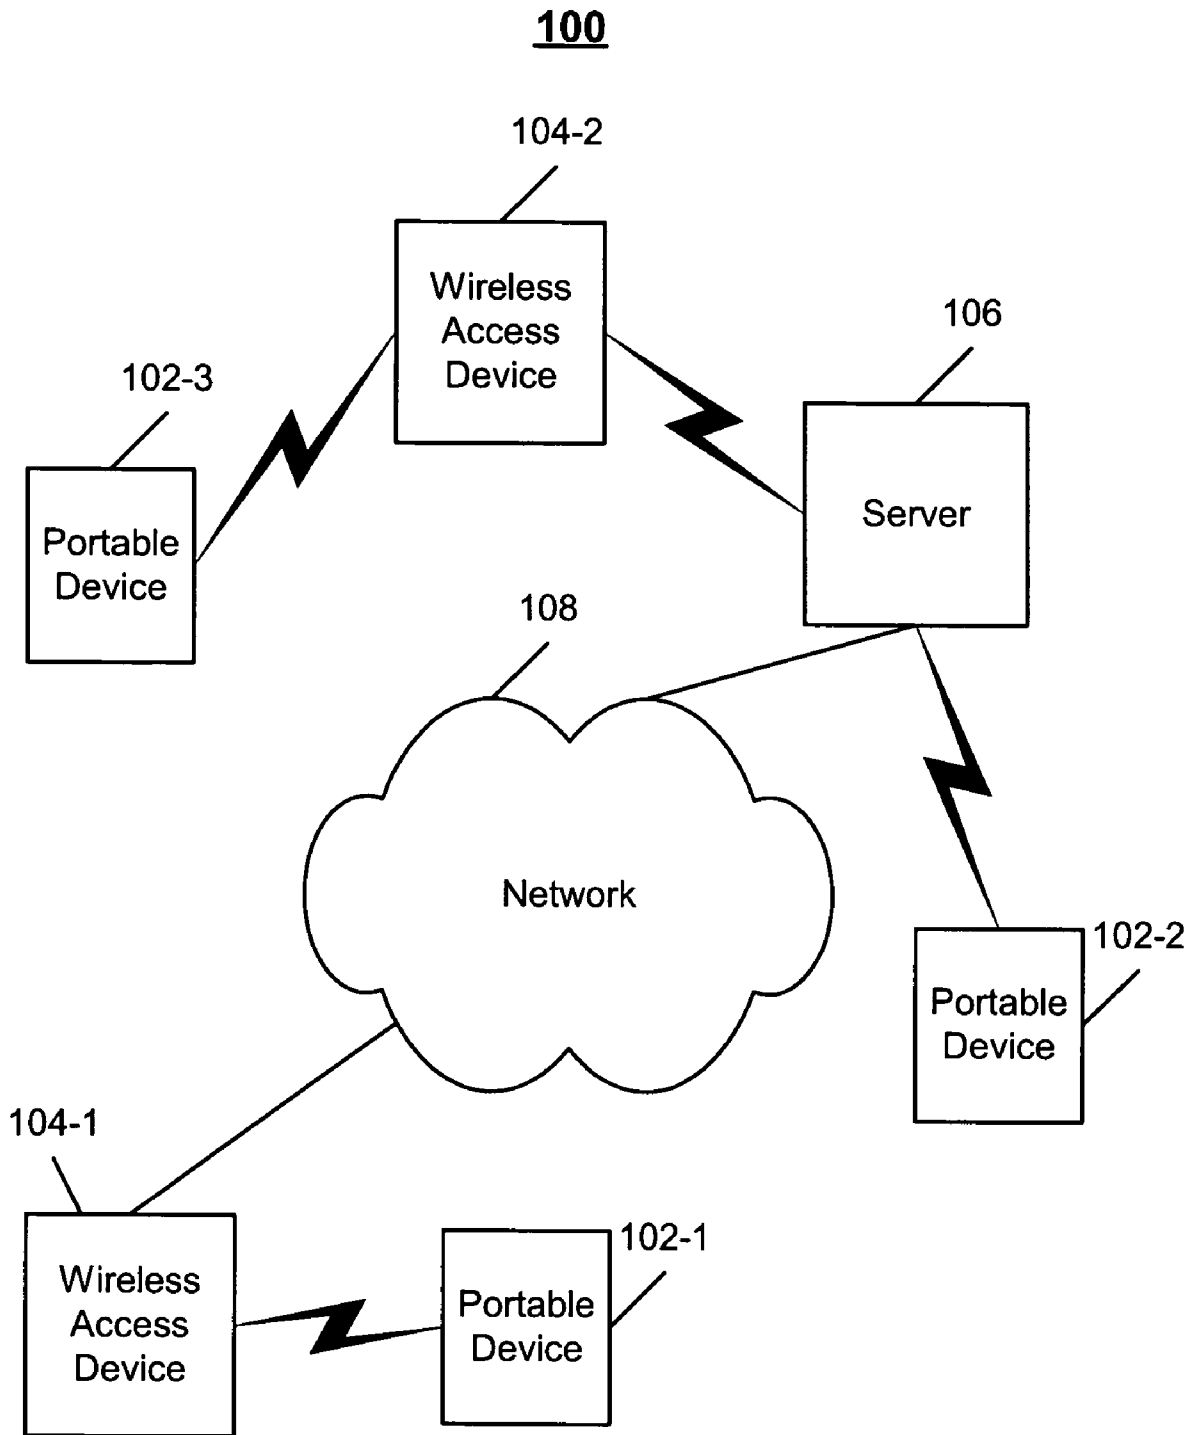 100
104-2
Wireless
Access
Device
106
Server
102-3
Portable
Device
108
Network
102-2
Portable
Device
104-1
Wireless
Access
Device
102-1
Portable
Device